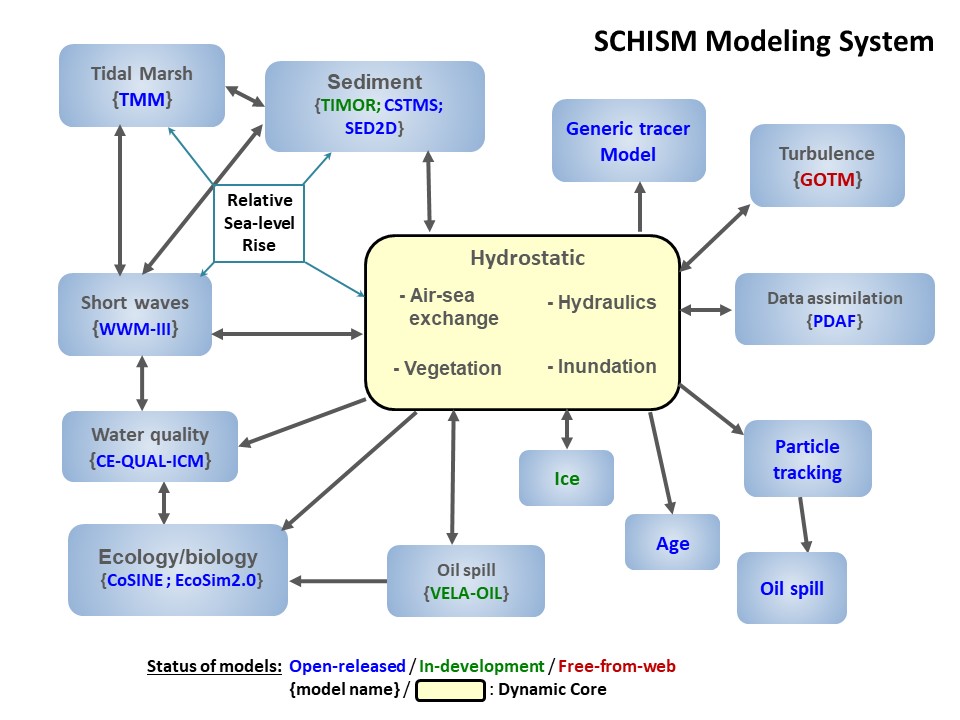 SCHISM Modeling System
Tidal Marsh
{TMM}
Sediment
{TIMOR; CSTMS;
SED2D}
Generic tracer
Model
Turbulence
{GOTM}
Relative
Sea-level
Rise
Hydrostatic
- Air-sea
exchange
- Hydraulics
- Vegetation
- Inundation
Short waves
{WWM-III}
Data assimilation
{PDAF}
Water quality
{CE-QUAL-ICM}
Particle
tracking
Ice
Age
Ecology/biology
{CoSINE ; EcoSim2.0}
Oil spill
{VELA-OIL}
Oil spill
Status of models: Open-released / In-development / Free-from-web
{model name} / : Dynamic Core